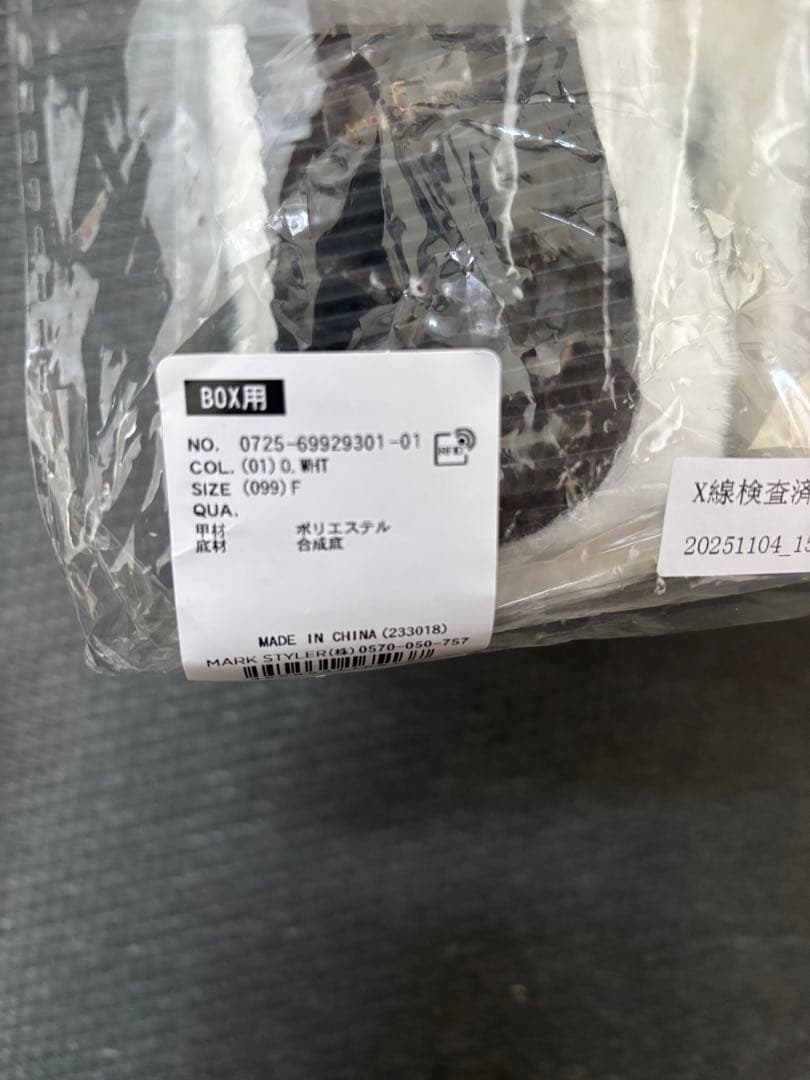 BOX用
NO. 0725-69929301-01
RFID
COL.(01)O.WHT
SIZE (099)F
QUA.
甲材 ポリエステル
底材 合成底
MADE IN CHINA(233018)
MARK STYLER(株)0570-050-757
X線検査済
20251104_15